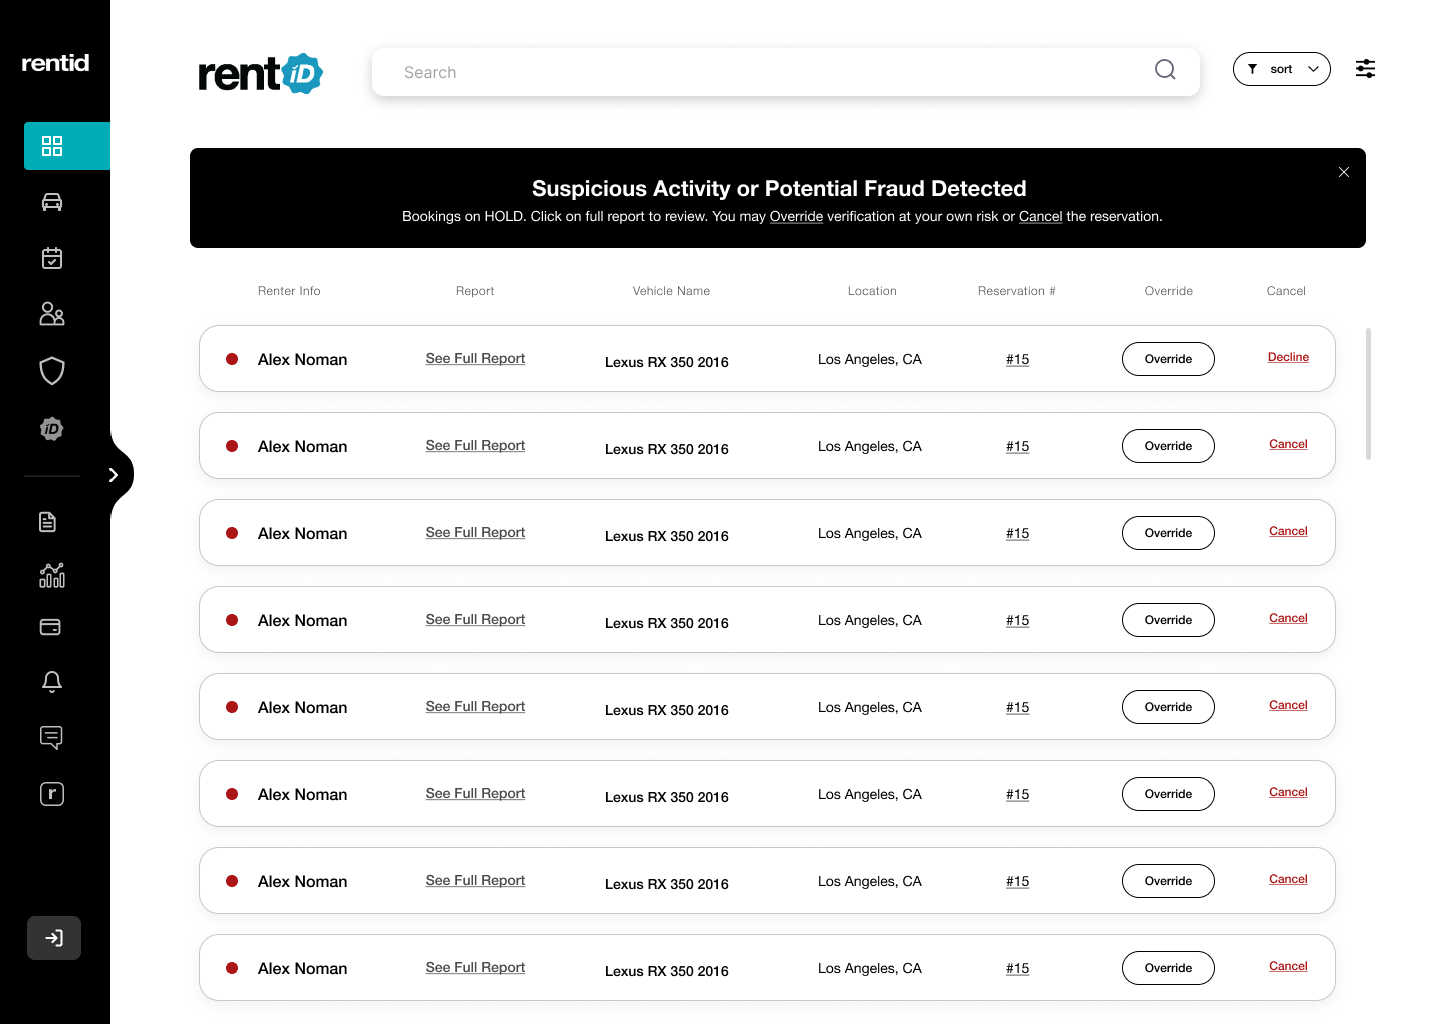 rentid
rent iD
Search
sort
Suspicious Activity or Potential Fraud Detected
Bookings on HOLD. Click on full report to review. You may Override verification at your own risk or Cancel the reservation.
Renter Info Report Vehicle Name Location Reservation # Override Cancel
Alex Noman See Full Report Lexus RX 350 2016 Los Angeles, CA #15 Override Decline
Alex Noman See Full Report Lexus RX 350 2016 Los Angeles, CA #15 Override Cancel
Alex Noman See Full Report Lexus RX 350 2016 Los Angeles, CA #15 Override Cancel
iD
Alex Noman See Full Report Lexus RX 350 2016 Los Angeles, CA #15 Override Cancel
Alex Noman See Full Report Lexus RX 350 2016 Los Angeles, CA #15 Override Cancel
Alex Noman See Full Report Lexus RX 350 2016 Los Angeles, CA #15 Override Cancel
r
Alex Noman See Full Report Lexus RX 350 2016 Los Angeles, CA #15 Override Cancel
Alex Noman See Full Report Lexus RX 350 2016 Los Angeles, CA #15 Override Cancel